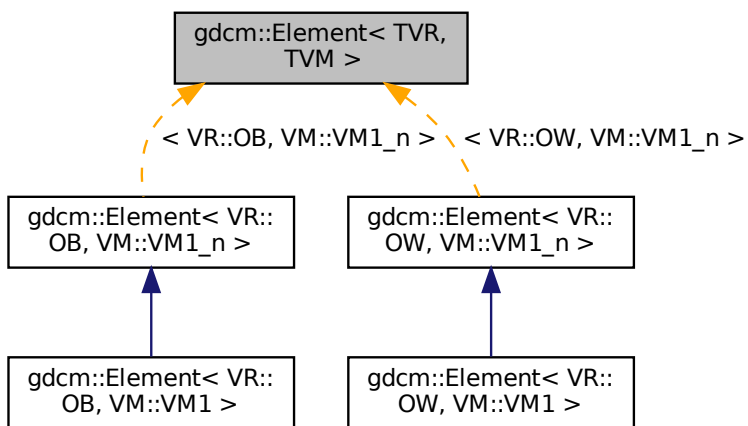 gdcm::Element< TVR,
TVM >
< VR::OB, VM::VM1_n >
< VR::OW, VM::VM1_n >
gdcm::Element< VR::
OB, VM::VM1_n >
gdcm::Element< VR::
OW, VM::VM1_n >
gdcm::Element< VR::
OB, VM::VM1 >
gdcm::Element< VR::
OW, VM::VM1 >